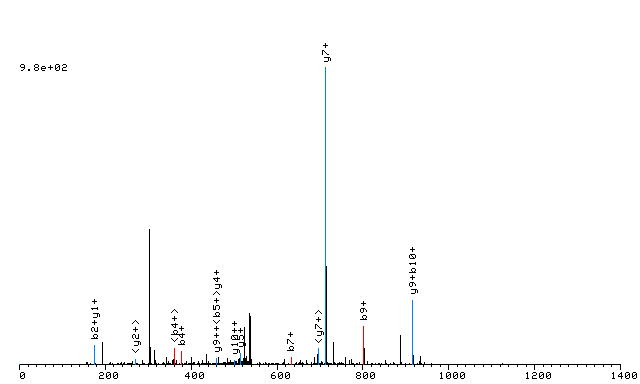 y7+
9.8e+02
y9+b10+
b2+y1+
<y2+>
<b4+>
b4+
y9++<b5+>y4+
y10++
y5+
b7+
<y7+>
b9+
0 200 400 600 800 1000 1200 1400